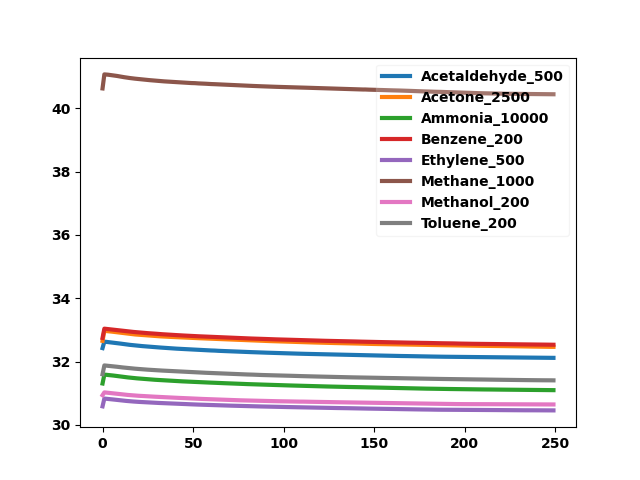 40
38
36
34
32
30
0 50 100 150 200 250
Acetaldehyde_500
Acetone_2500
Ammonia_10000
Benzene_200
Ethylene_500
Methane_1000
Methanol_200
Toluene_200